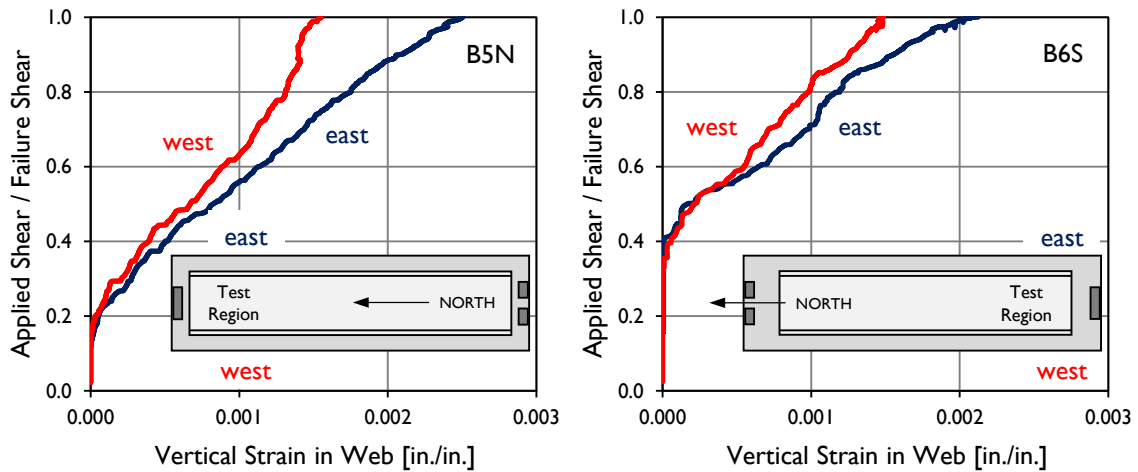 Applied Shear / Failure Shear
1.0
0.8
0.6
0.4
0.2
0.0
B5N
west
east
east
Test
Region
NORTH
west
0.000
0.001
0.002
0.003
Vertical Strain in Web [in./in.]
Applied Shear / Failure Shear
1.0
0.8
0.6
0.4
0.2
0.0
B6S
west
east
east
NORTH
Test
Region
west
0.000
0.001
0.002
0.003
Vertical Strain in Web [in./in.]